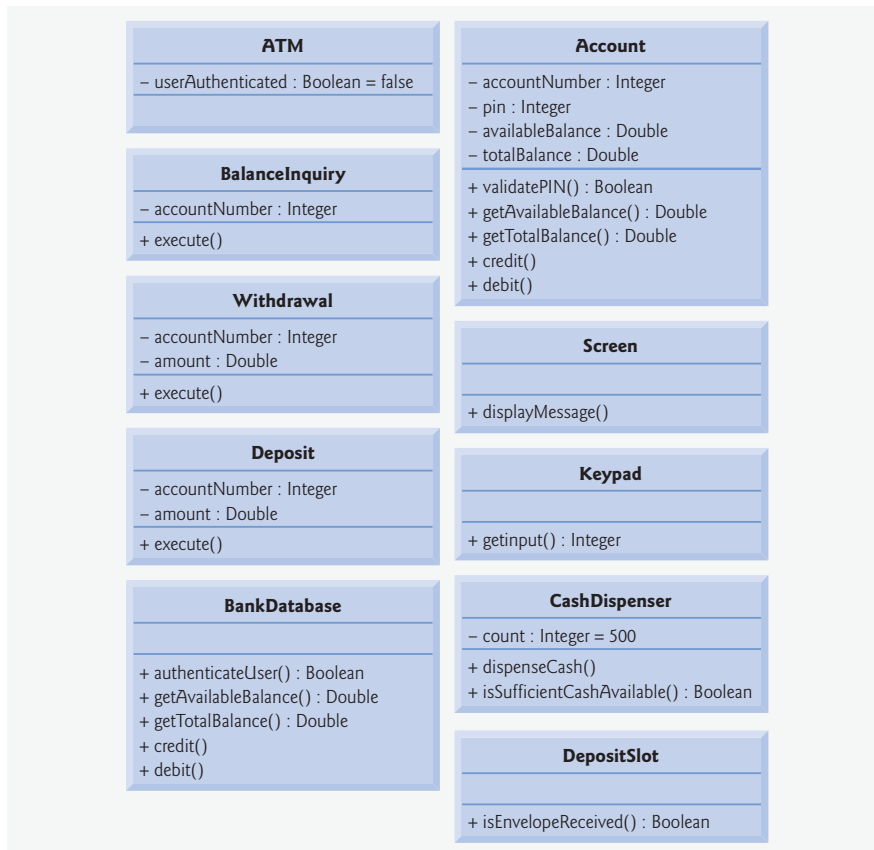 ATM
– userAuthenticated : Boolean = false
BalanceInquiry
– accountNumber : Integer
+ execute()
Withdrawal
– accountNumber : Integer
– amount : Double
+ execute()
Deposit
– accountNumber : Integer
– amount : Double
+ execute()
BankDatabase
+ authenticateUser() : Boolean
+ getAvailableBalance() : Double
+ getTotalBalance() : Double
+ credit()
+ debit()
Account
– accountNumber : Integer
– pin : Integer
– availableBalance : Double
– totalBalance : Double
+ validatePIN() : Boolean
+ getAvailableBalance() : Double
+ getTotalBalance() : Double
+ credit()
+ debit()
Screen
+ displayMessage()
Keypad
+ getinput() : Integer
CashDispenser
– count : Integer = 500
+ dispenseCash()
+ isSufficientCashAvailable() : Boolean
DepositSlot
+ isEnvelopeReceived() : Boolean